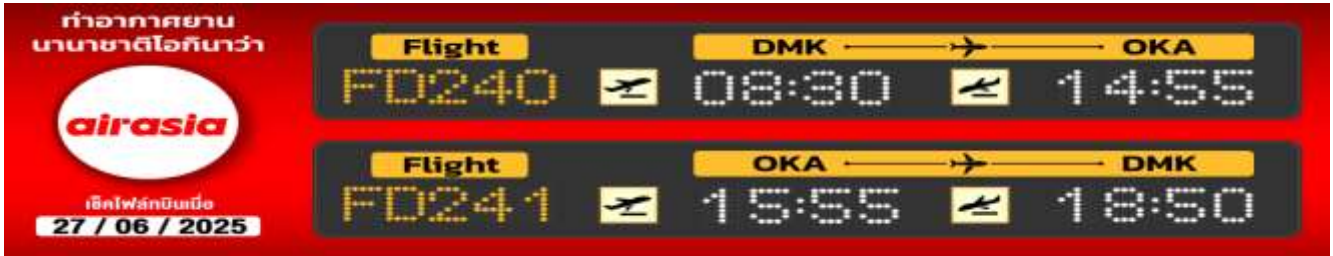 ท่าอากาศยาน
นานาชาติโอกินาว่า
airasia
เช็คไฟล์ทบินเมื่อ
27 / 06 / 2025
Flight DMK OKA
FD240 08:30 14:55
Flight OKA DMK
FD241 15:55 18:50